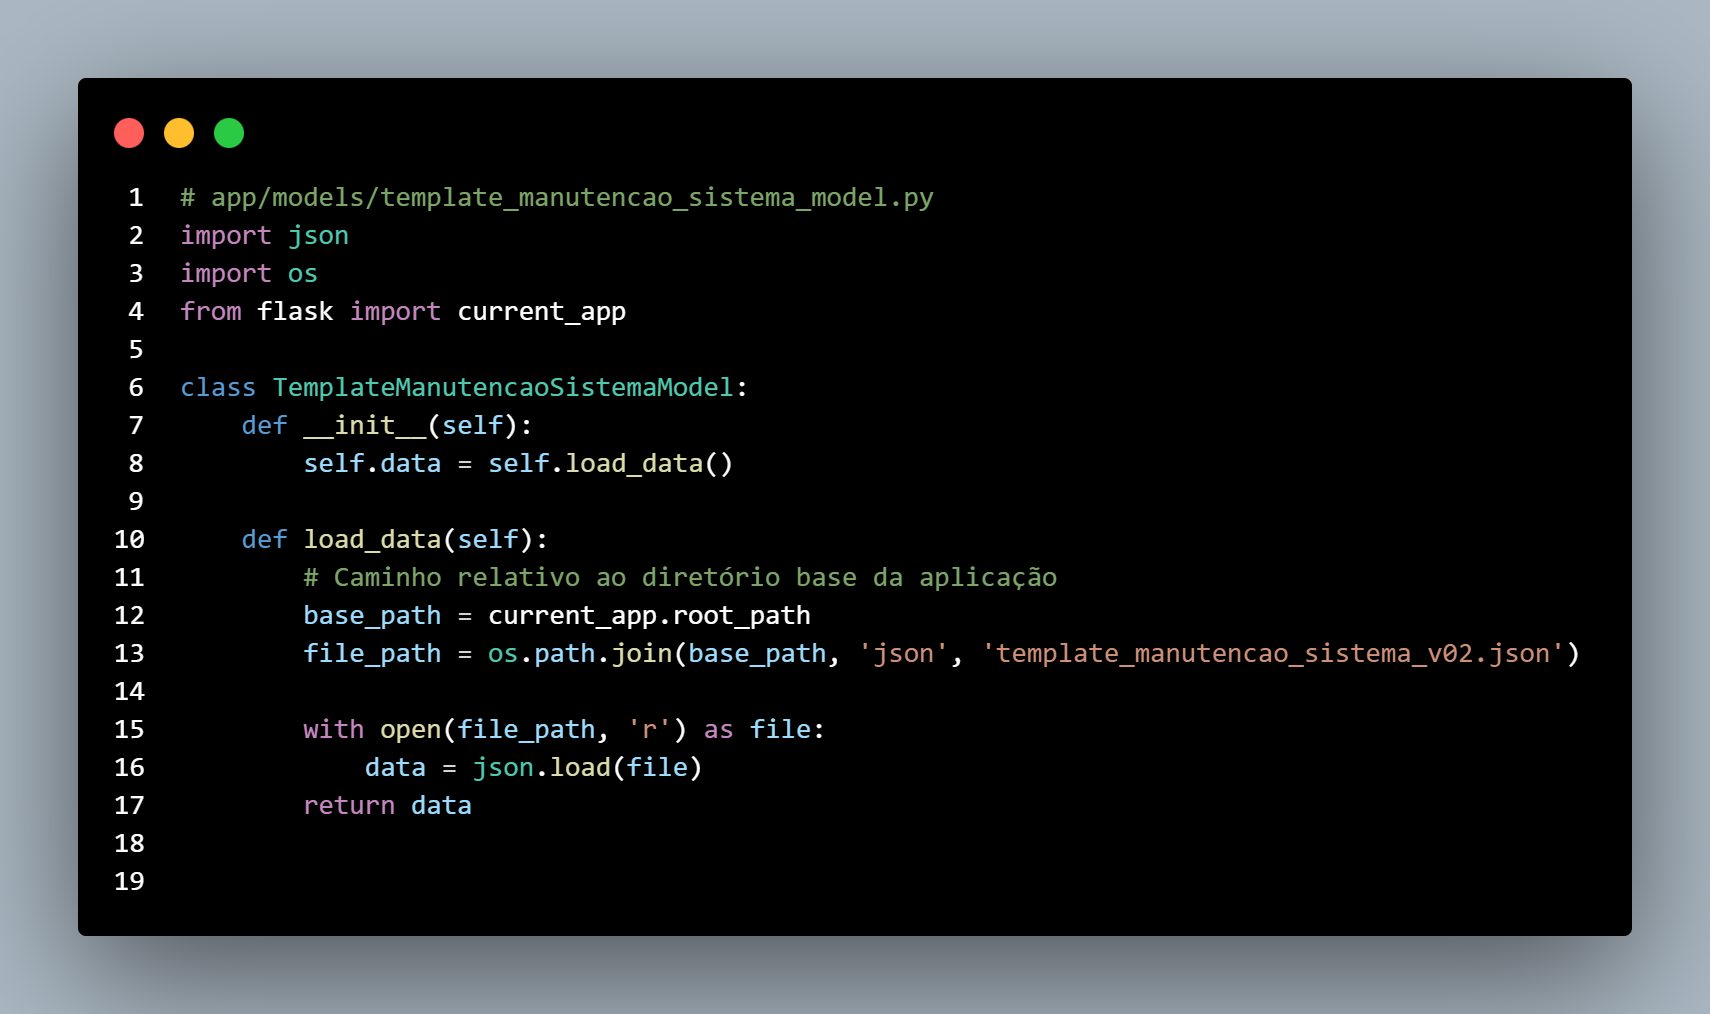 1 # app/models/template_manutencao_sistema_model.py
2 import json
3 import os
4 from flask import current_app
5
6 class TemplateManutencaoSistemaModel:
7     def __init__(self):
8         self.data = self.load_data()
9
10     def load_data(self):
11         # Caminho relativo ao diretório base da aplicação
12         base_path = current_app.root_path
13         file_path = os.path.join(base_path, 'json', 'template_manutencao_sistema_v02.json')
14
15         with open(file_path, 'r') as file:
16             data = json.load(file)
17         return data
18
19